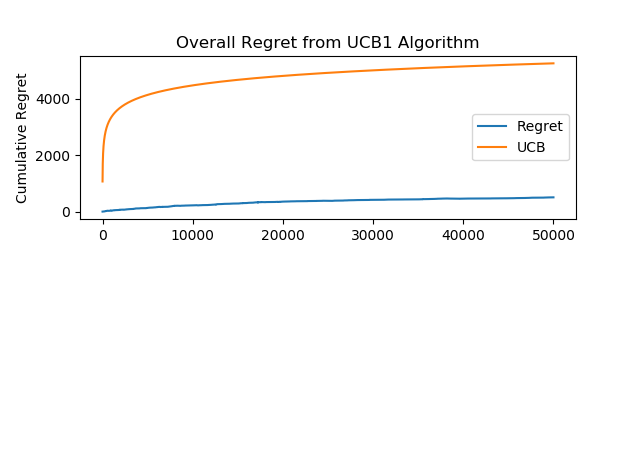 Overall Regret from UCB1 Algorithm
Cumulative Regret
4000
2000
0
Regret
UCB
0 10000 20000 30000 40000 50000